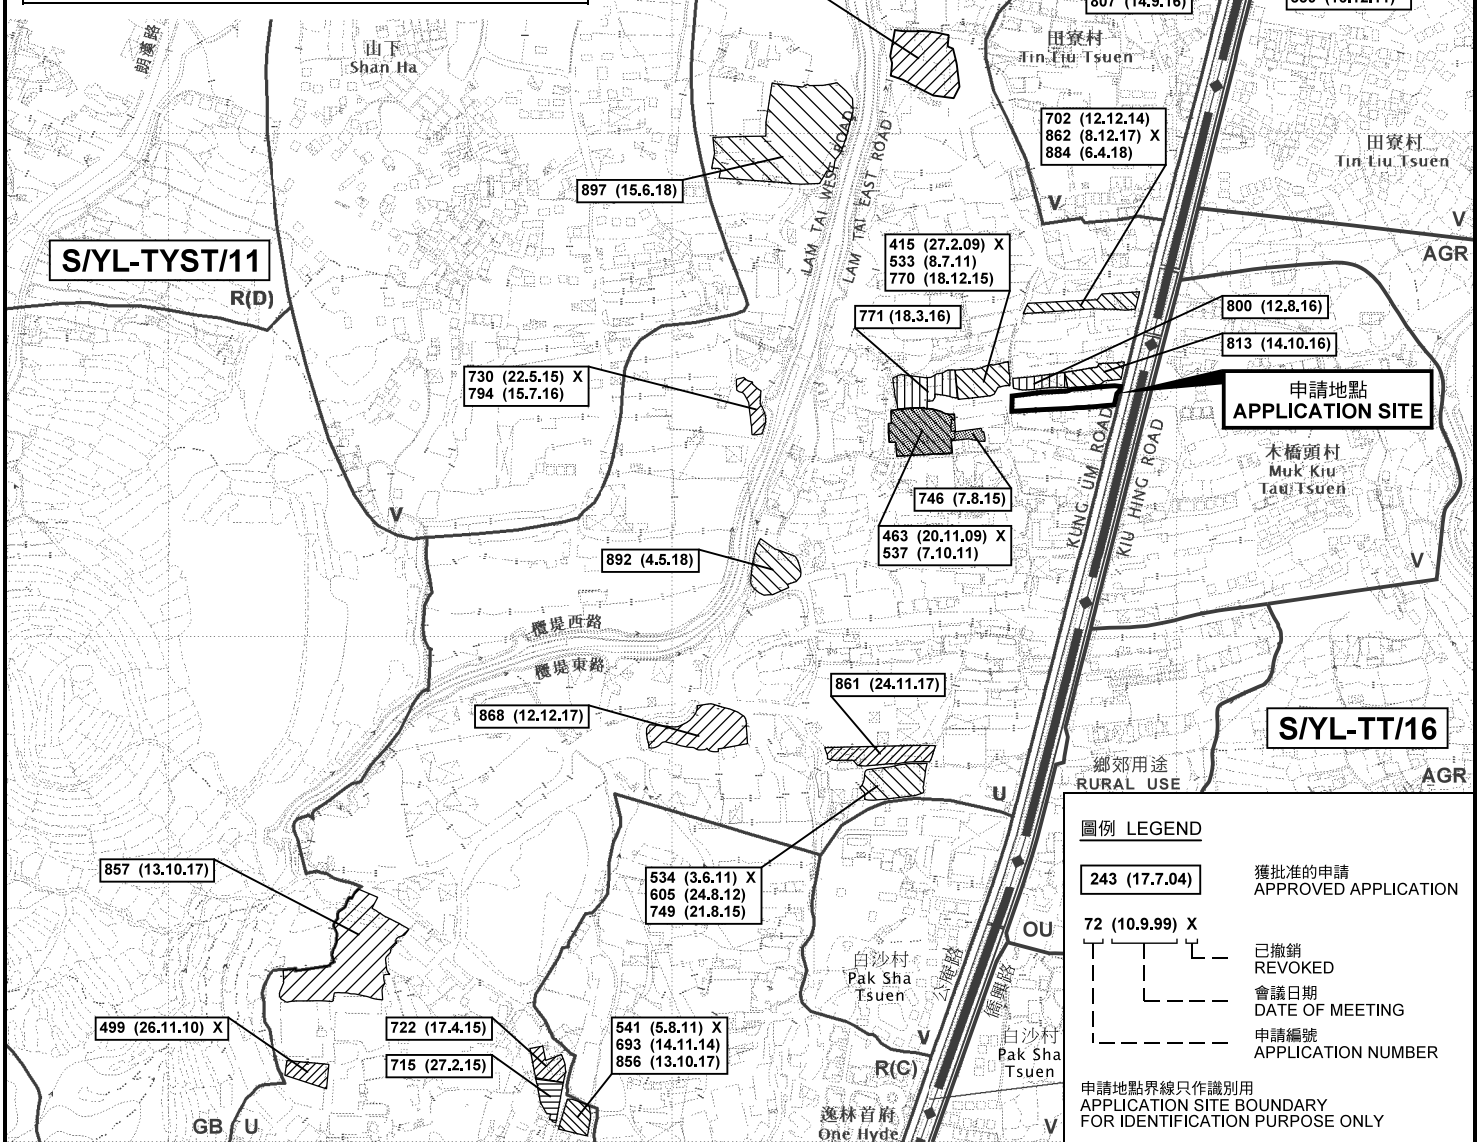 807 (14.9.16)
朗漢路
山下
Shan Ha
田寮村
Tin Liu Tsuen
702 (12.12.14)
862 (8.12.17) X
884 (6.4.18)
田寮村
Tin Liu Tsuen
897 (15.6.18)
LAM TAI WEST ROAD
LAM TAI EAST ROAD
V
V
AGR
S/YL-TYST/11
R(D)
415 (27.2.09) X
533 (8.7.11)
770 (18.12.15)
771 (18.3.16)
800 (12.8.16)
813 (14.10.16)
730 (22.5.15) X
794 (15.7.16)
申請地點
APPLICATION SITE
KUNG UM ROAD
KIU HING ROAD
木橋頭村
Muk Kiu
Tau Tsuen
746 (7.8.15)
V
463 (20.11.09) X
537 (7.10.11)
892 (4.5.18)
V
欖堤西路
欖堤東路
861 (24.11.17)
868 (12.12.17)
S/YL-TT/16
鄉郊用途
RURAL USE
AGR
U
圖例 LEGEND
243 (17.7.04)
獲批准的申請
APPROVED APPLICATION
72 (10.9.99) X
已撤銷
REVOKED
會議日期
DATE OF MEETING
申請編號
APPLICATION NUMBER
申請地點界線只作識別用
APPLICATION SITE BOUNDARY
FOR IDENTIFICATION PURPOSE ONLY
857 (13.10.17)
534 (3.6.11) X
605 (24.8.12)
749 (21.8.15)
OU
白沙村
Pak Sha
Tsuen
公庵路
僑興路
499 (26.11.10) X
722 (17.4.15)
715 (27.2.15)
541 (5.8.11) X
693 (14.11.14)
856 (13.10.17)
V
白沙村
Pak Sha
Tsuen
R(C)
逸林首府
One Hyde
GB
U
V